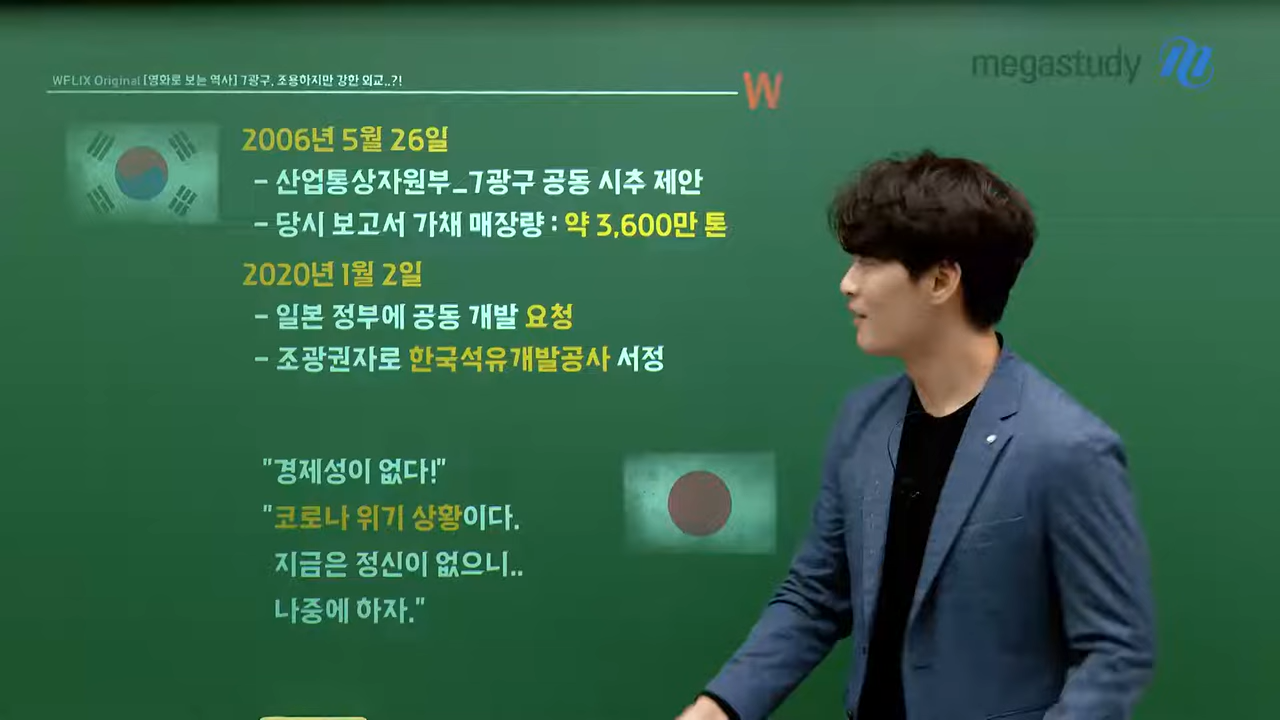 WFLIX Original [영화로 보는 역사] 7광구, 조용하지만 강한 외교..?!
W
megastudy
2006년 5월 26일
- 산업통상자원부_7광구 공동 시추 제안
- 당시 보고서 가채 매장량 : 약 3,600만 톤
2020년 1월 2일
- 일본 정부에 공동 개발 요청
- 조광권자로 한국석유개발공사 서정
"경제성이 없다!"
"코로나 위기 상황이다.
지금은 정신이 없으니..
나중에 하자."